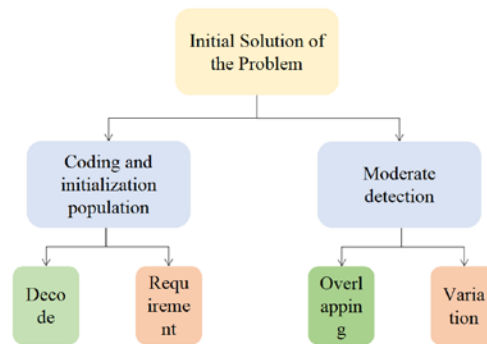 Initial Solution of
the Problem
Coding and
initialization
population
Moderate
detection
Deco
de
Requ
ireme
nt
Overl
appin
g
Varia
tion